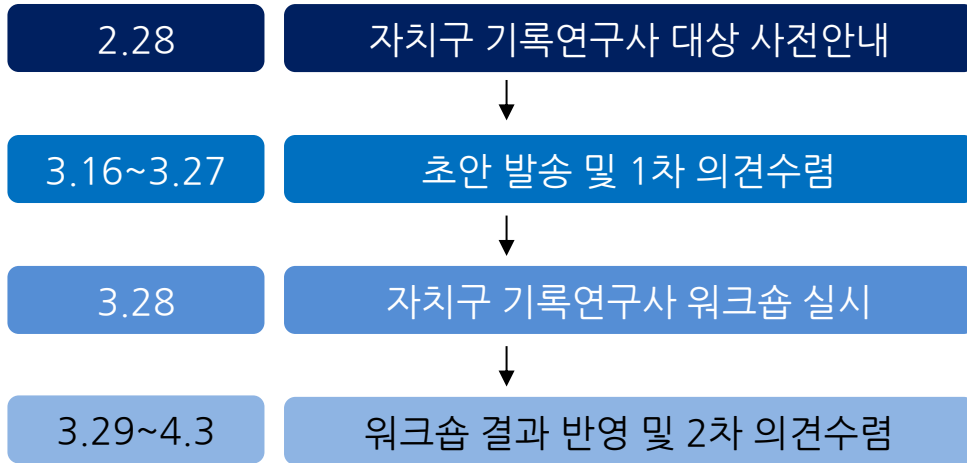 2.28 자치구 기록연구사 대상 사전안내
3.16~3.27 초안 발송 및 1차 의견수렴
3.28 자치구 기록연구사 워크숍 실시
3.29~4.3 워크숍 결과 반영 및 2차 의견수렴